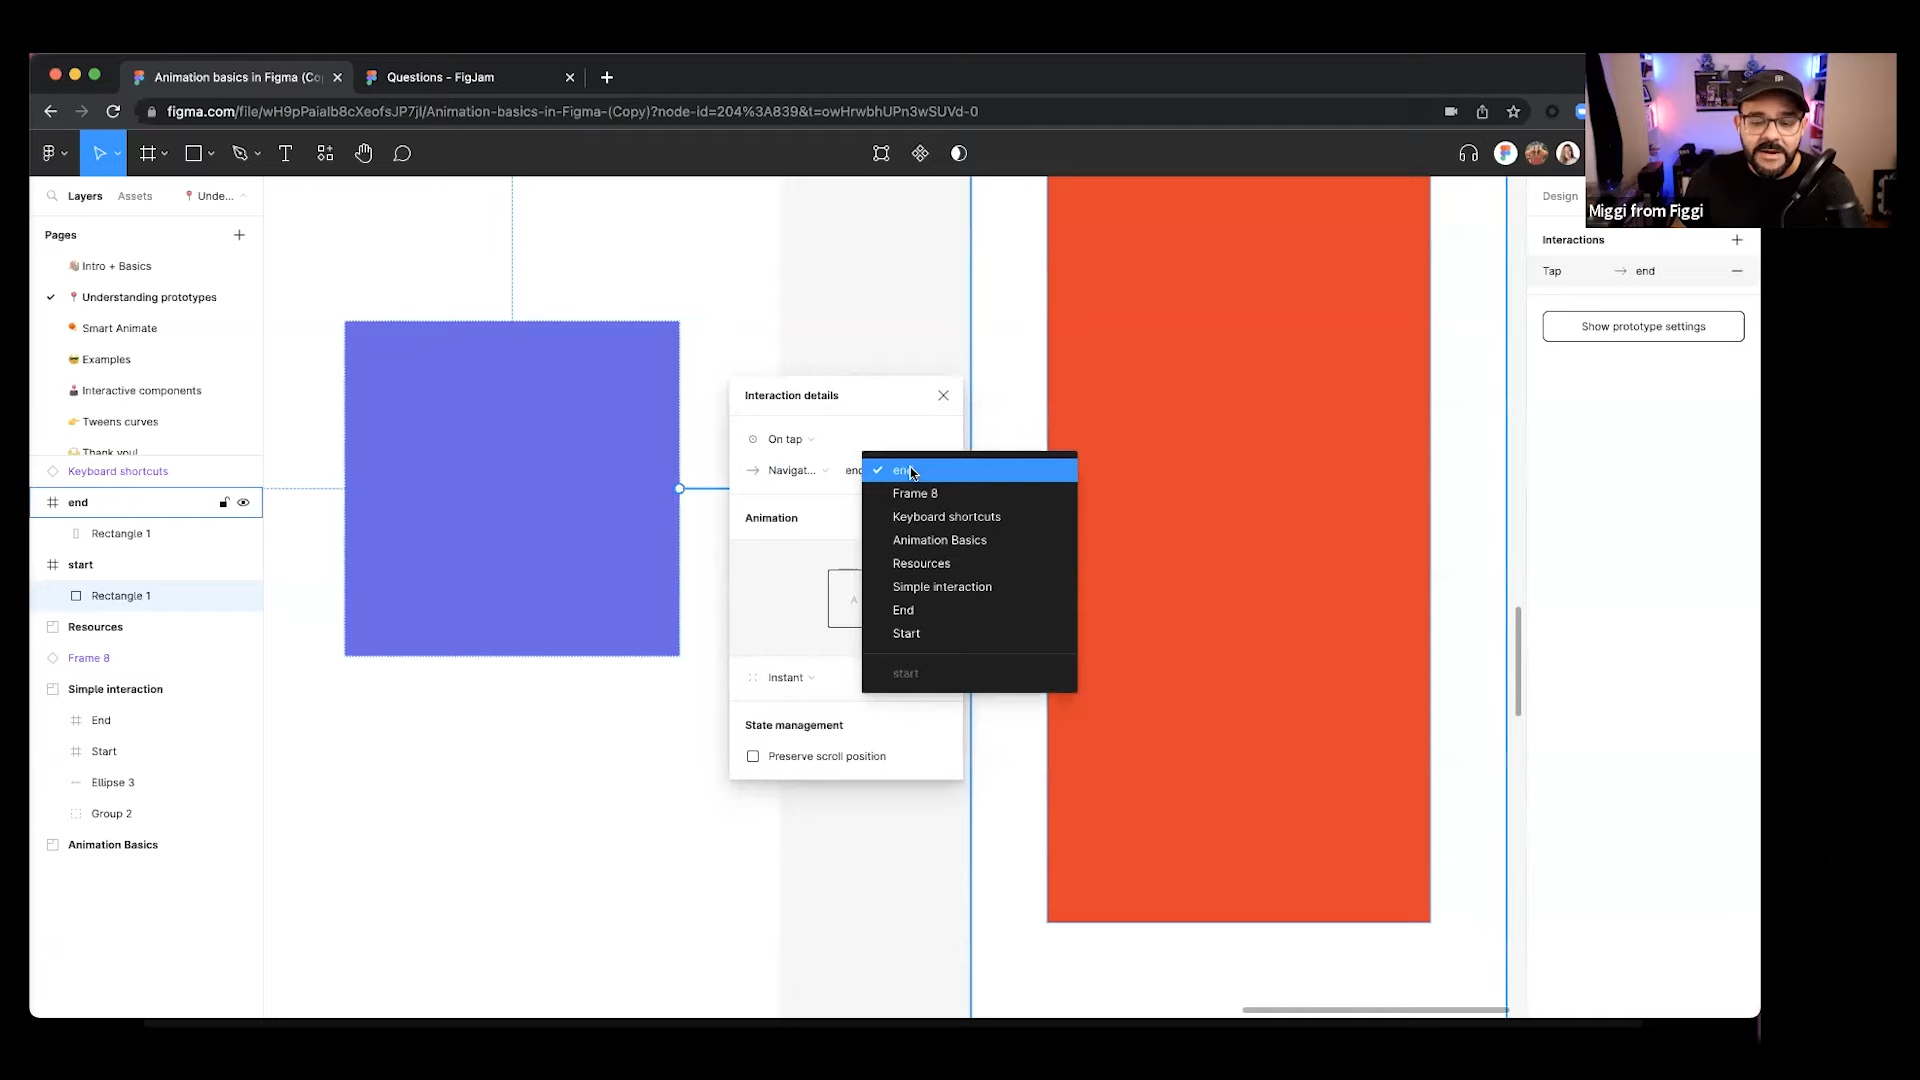 Animation basics in Figma (Co
Questions - FigJam
figma.com/file/wH9pPaialb8cXeofsJP7jl/Animation-basics-in-Figma-(Copy)?node-id=204%3A839&t=owHrwbhUPn3wSUVd-0
Miggi from Figgi
Layers
Assets
Unde...
Design
Pages
Intro + Basics
Understanding prototypes
Smart Animate
Examples
Interactive components
Tweens curves
Thank you!
Keyboard shortcuts
end
Rectangle 1
start
Rectangle 1
Resources
Frame 8
Simple interaction
End
Start
Ellipse 3
Group 2
Animation Basics
Interaction details
On tap
Navigat...
end
Animation
A
Instant
State management
Preserve scroll position
end
Frame 8
Keyboard shortcuts
Animation Basics
Resources
Simple interaction
End
Start
start
Interactions
Tap
end
Show prototype settings